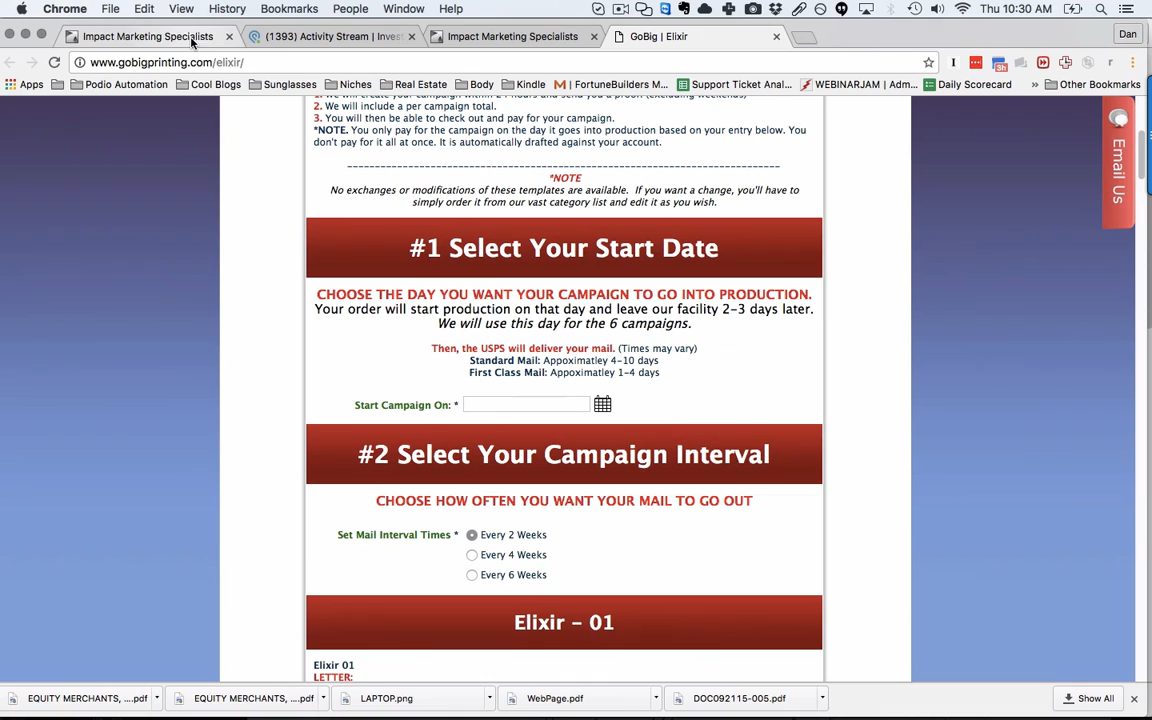 Chrome File Edit View History Bookmarks People Window Help Thu 10:30 AM
Impact Marketing Specialists (1393) Activity Stream | Invest Impact Marketing Specialists GoBig | Elixir Dan
www.gobigprinting.com/elixir/
Apps Podio Automation Cool Blogs Sunglasses Niches Real Estate Body Kindle | FortuneBuilders M... Support Ticket Anal... WEBINARJAM | Am... Daily Scorecard » Other Bookmarks
2. We will include a per campaign total.
3. You will then be able to check out and pay for your campaign.
*NOTE. You only pay for the campaign on the day it goes into production based on your entry below. You
don't pay for it all at once. It is automatically drafted against your account.
*NOTE
No exchanges or modifications of these templates are available. If you want a change, you'll have to
simply order it from our vast category list and edit it as you wish.
Email Us
#1 Select Your Start Date
CHOOSE THE DAY YOU WANT YOUR CAMPAIGN TO GO INTO PRODUCTION.
Your order will start production on that day and leave our facility 2-3 days later.
We will use this day for the 6 campaigns.
Then, the USPS will deliver your mail. (Times may vary)
Standard Mail: Appoximatley 4-10 days
First Class Mail: Appoximatley 1-4 days
Start Campaign On: *
#2 Select Your Campaign Interval
CHOOSE HOW OFTEN YOU WANT YOUR MAIL TO GO OUT
Set Mail Interval Times * Every 2 Weeks
Every 4 Weeks
Every 6 Weeks
Elixir - 01
Elixir 01
LETTER:
EQUITY MERCHANTS, ....pdf EQUITY MERCHANTS, ....pdf LAPTOP.png WebPage.pdf DOC092115-005.pdf Show All